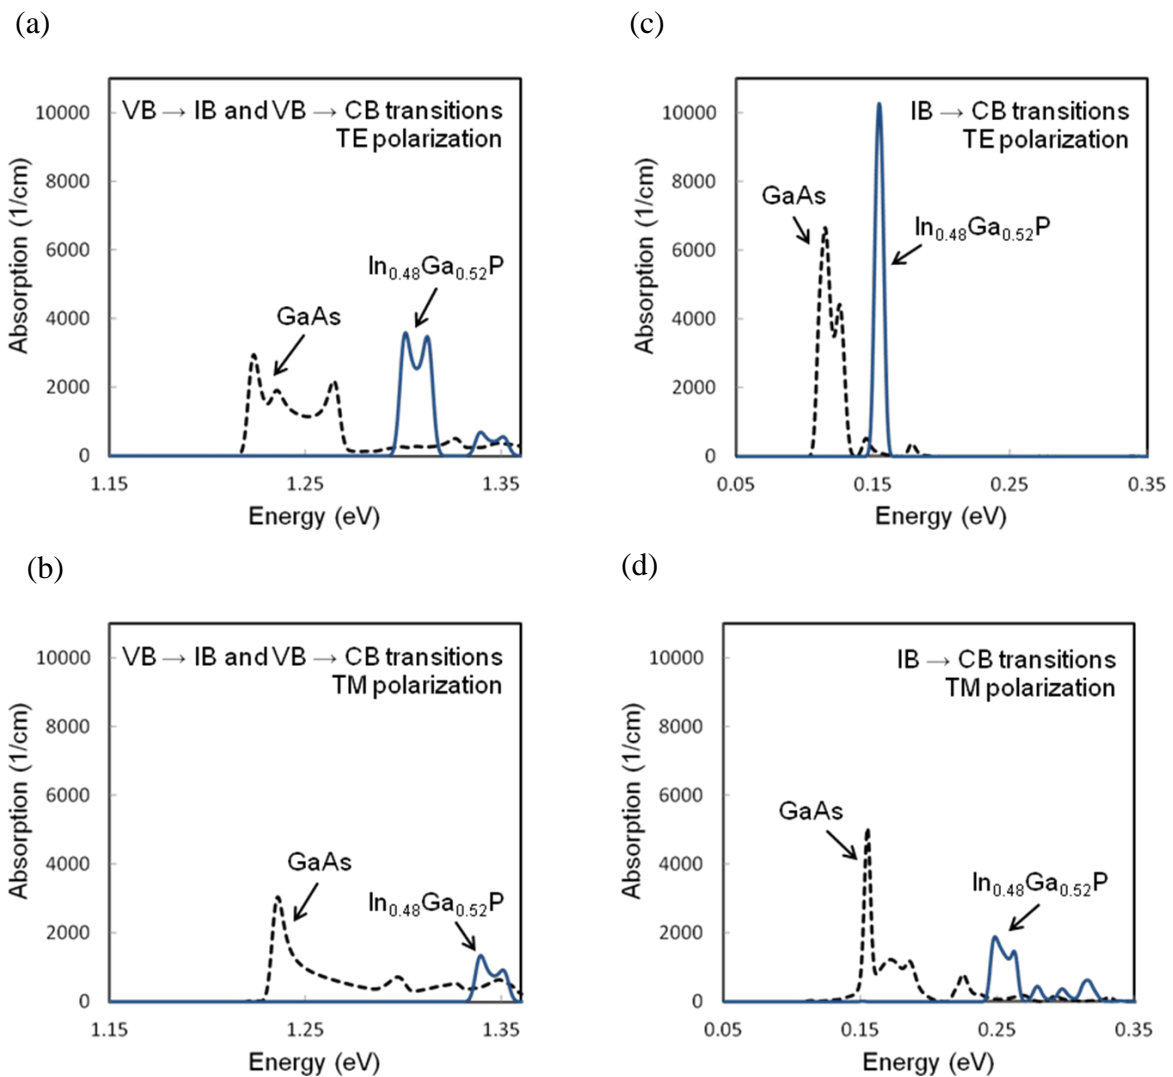 (a)
VB → IB and VB → CB transitions
TE polarization
10000
8000
6000
4000
2000
0
Absorption (1/cm)
GaAs
In0.48Ga0.52P
1.15
1.25
1.35
Energy (eV)
(c)
IB → CB transitions
TE polarization
10000
8000
6000
4000
2000
0
Absorption (1/cm)
GaAs
In0.48Ga0.52P
0.05
0.15
0.25
0.35
Energy (eV)
(b)
VB → IB and VB → CB transitions
TM polarization
10000
8000
6000
4000
2000
0
Absorption (1/cm)
GaAs
In0.48Ga0.52P
1.15
1.25
1.35
Energy (eV)
(d)
IB → CB transitions
TM polarization
10000
8000
6000
4000
2000
0
Absorption (1/cm)
GaAs
In0.48Ga0.52P
0.05
0.15
0.25
0.35
Energy (eV)